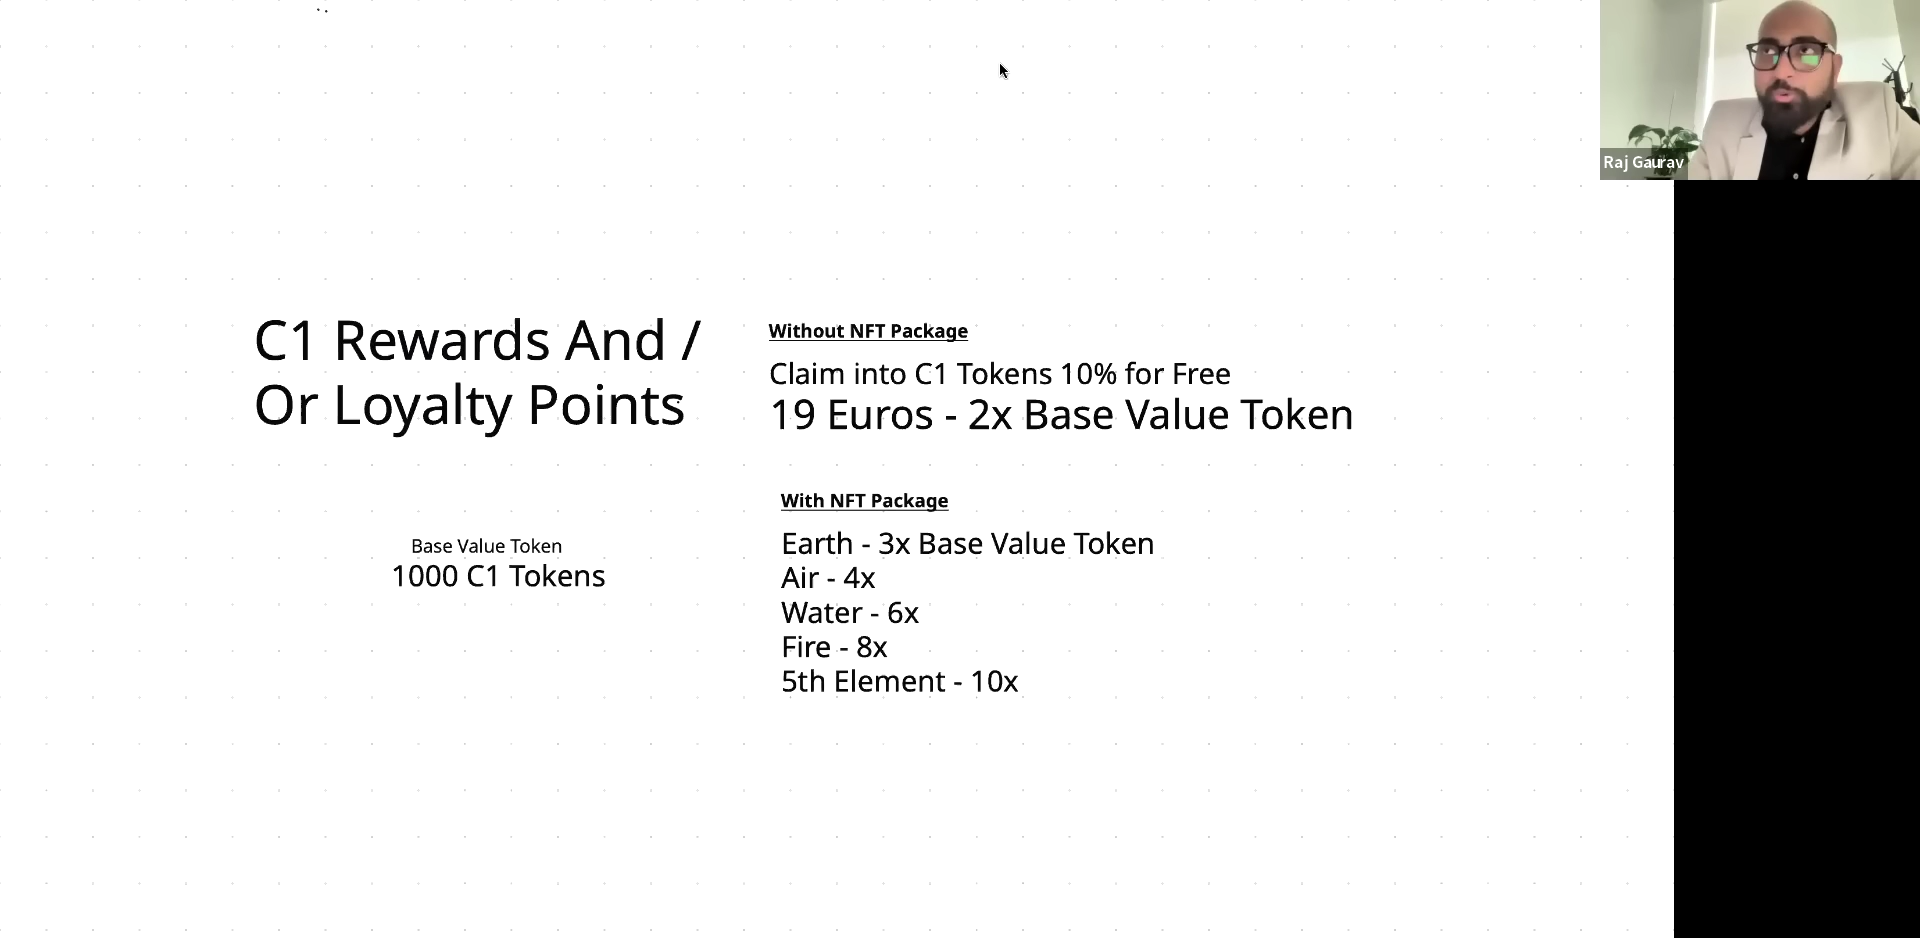 C1 Rewards And /
Or Loyalty Points
Base Value Token
1000 C1 Tokens
Without NFT Package
Claim into C1 Tokens 10% for Free
19 Euros - 2x Base Value Token
With NFT Package
Earth - 3x Base Value Token
Air - 4x
Water - 6x
Fire - 8x
5th Element - 10x
Raj Gaurav